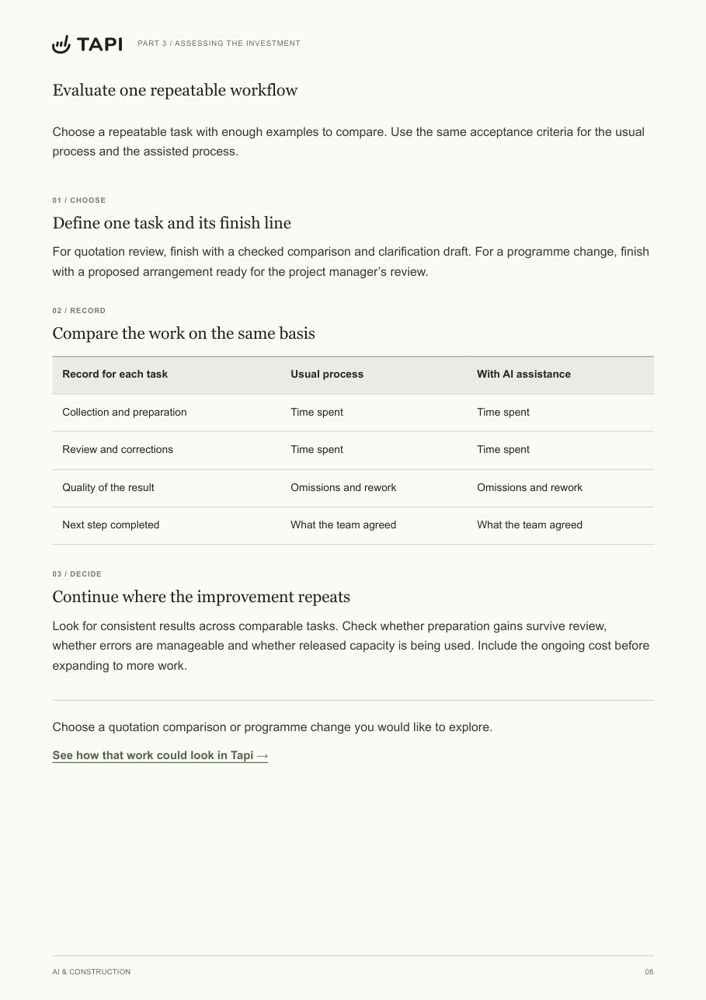 TAPI
PART 3 / ASSESSING THE INVESTMENT
Evaluate one repeatable workflow
Choose a repeatable task with enough examples to compare. Use the same acceptance criteria for the usual
process and the assisted process.
01 / CHOOSE
Define one task and its finish line
For quotation review, finish with a checked comparison and clarification draft. For a programme change, finish
with a proposed arrangement ready for the project manager’s review.
02 / RECORD
Compare the work on the same basis
Record for each task Usual process With AI assistance
Collection and preparation Time spent Time spent
Review and corrections Time spent Time spent
Quality of the result Omissions and rework Omissions and rework
Next step completed What the team agreed What the team agreed
03 / DECIDE
Continue where the improvement repeats
Look for consistent results across comparable tasks. Check whether preparation gains survive review,
whether errors are manageable and whether released capacity is being used. Include the ongoing cost before
expanding to more work.
Choose a quotation comparison or programme change you would like to explore.
See how that work could look in Tapi →
AI & CONSTRUCTION 08